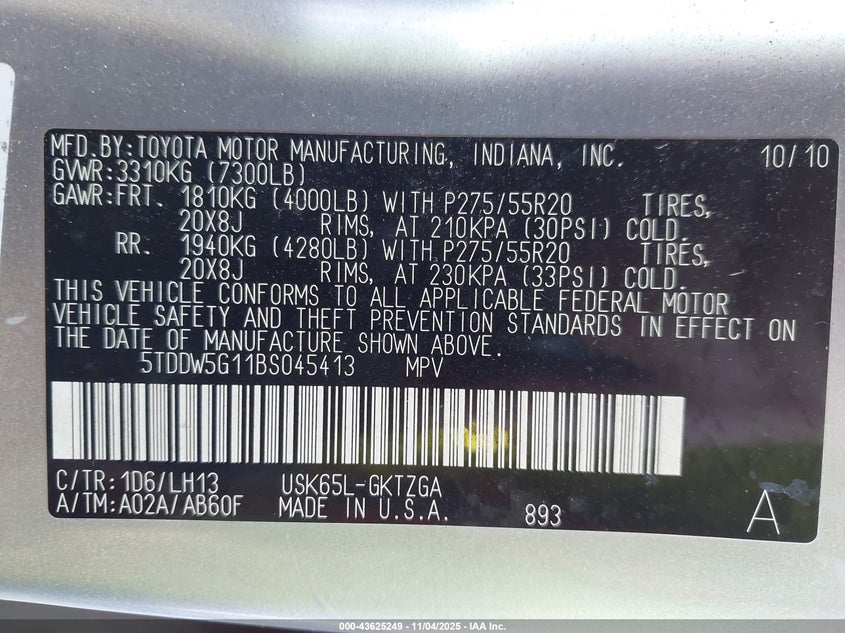 MFD.BY:TOYOTA MOTOR MANUFACTURING, INDIANA, INC. 10/10
GVWR:3310KG (7300LB)
GAWR:FRT. 1810KG (4000LB) WITH P275/55R20 TIRES,
20X8J RIMS, AT 210KPA (30PSI) COLD.
RR. 1940KG (4280LB) WITH P275/55R20 TIRES,
20X8J RIMS, AT 230KPA (33PSI) COLD.
THIS VEHICLE CONFORMS TO ALL APPLICABLE FEDERAL MOTOR
VEHICLE SAFETY AND THEFT PREVENTION STANDARDS IN EFFECT ON
THE DATE OF MANUFACTURE SHOWN ABOVE.
5TDDW5G11BS045413 MPV
C/TR:1D6/LH13 USK65L-GKTZGA
A/TM:A02A/AB60F MADE IN U.S.A. 893 A
000-43625249 - 11/04/2025 - IAA Inc.